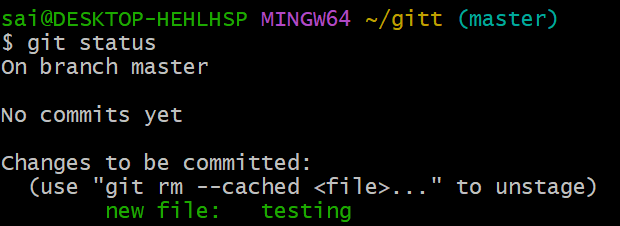 sai@DESKTOP-HEHLHSP MINGW64 ~/gitt (master)
$ git status
On branch master
No commits yet
Changes to be committed:
(use "git rm --cached <file>..." to unstage)
new file: testing